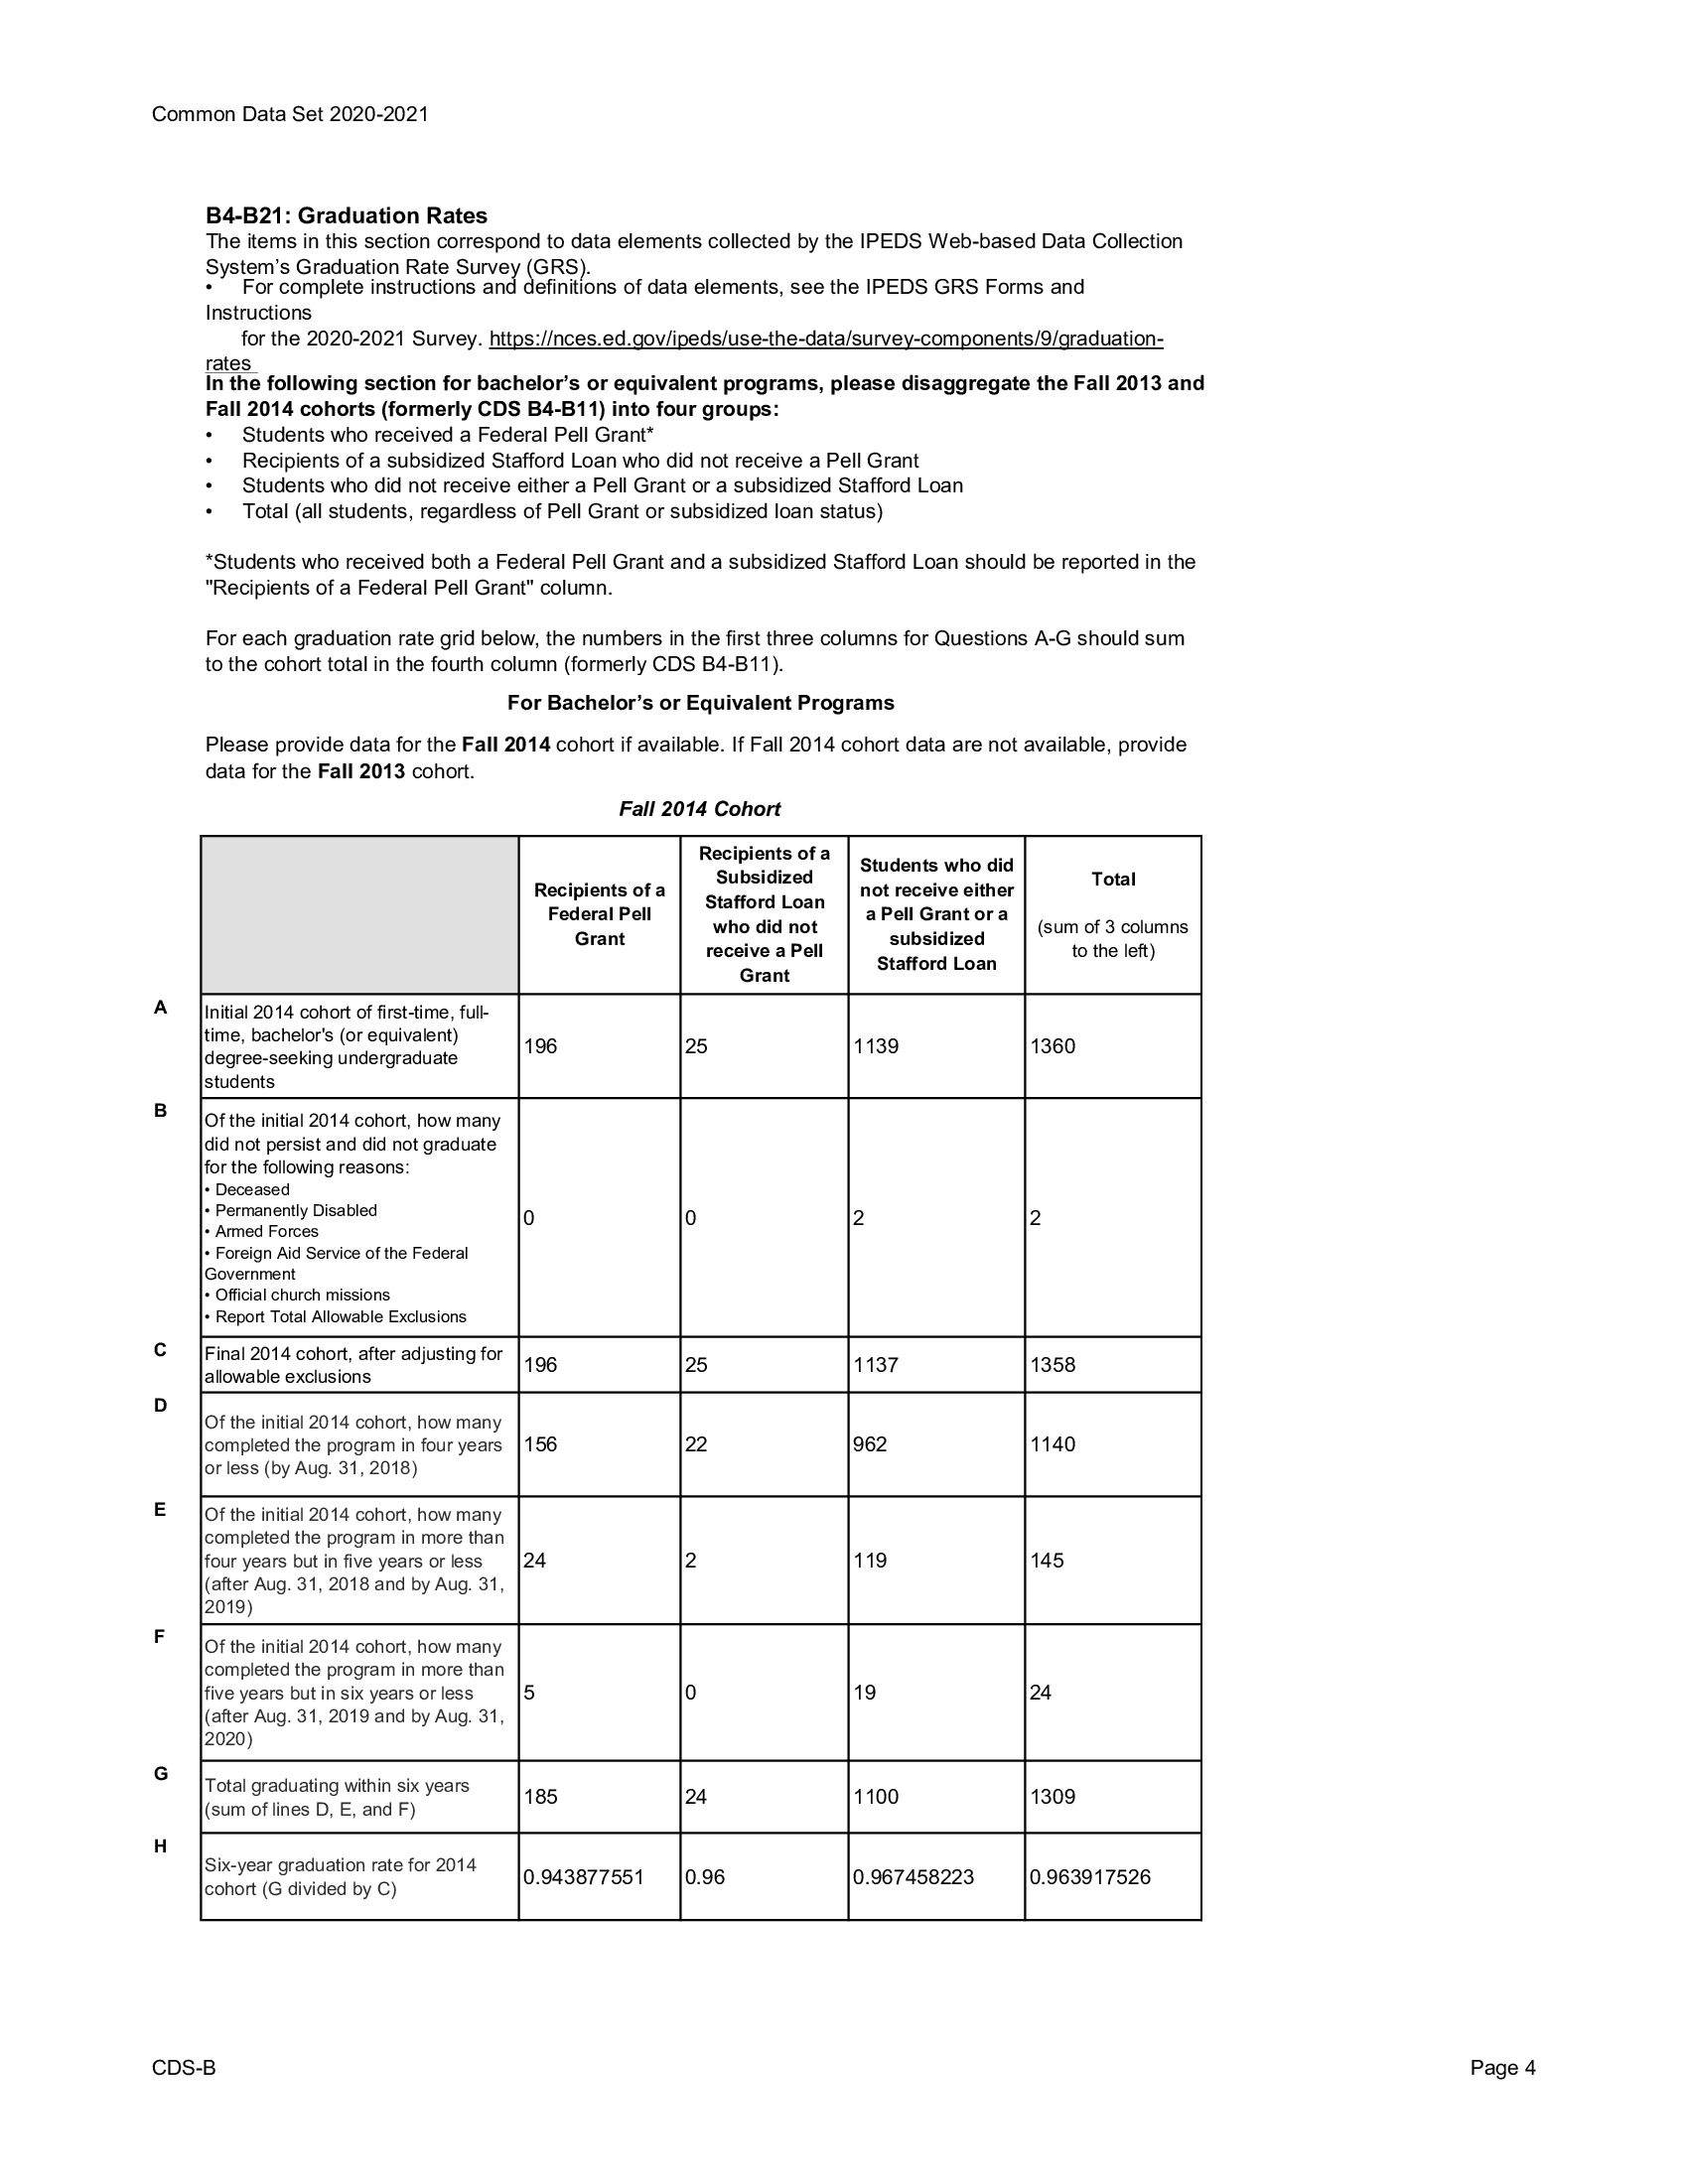 Common Data Set 2020-2021
B4-B21: Graduation Rates
The items in this section correspond to data elements collected by the IPEDS Web-based Data Collection
System’s Graduation Rate Survey (GRS).
• For complete instructions and definitions of data elements, see the IPEDS GRS Forms and
Instructions
for the 2020-2021 Survey. https://nces.ed.gov/ipeds/use-the-data/survey-components/9/graduation-
rates
In the following section for bachelor’s or equivalent programs, please disaggregate the Fall 2013 and
Fall 2014 cohorts (formerly CDS B4-B11) into four groups:
• Students who received a Federal Pell Grant*
• Recipients of a subsidized Stafford Loan who did not receive a Pell Grant
• Students who did not receive either a Pell Grant or a subsidized Stafford Loan
• Total (all students, regardless of Pell Grant or subsidized loan status)
*Students who received both a Federal Pell Grant and a subsidized Stafford Loan should be reported in the
"Recipients of a Federal Pell Grant" column.
For each graduation rate grid below, the numbers in the first three columns for Questions A-G should sum
to the cohort total in the fourth column (formerly CDS B4-B11).
For Bachelor’s or Equivalent Programs
Please provide data for the Fall 2014 cohort if available. If Fall 2014 cohort data are not available, provide
data for the Fall 2013 cohort.
Fall 2014 Cohort
Recipients of a
Federal Pell
Grant
Recipients of a
Subsidized
Stafford Loan
who did not
receive a Pell
Grant
Students who did
not receive either
a Pell Grant or a
subsidized
Stafford Loan
Total
(sum of 3 columns
to the left)
A
Initial 2014 cohort of first-time, full-
time, bachelor's (or equivalent)
degree-seeking undergraduate
students
196
25
1139
1360
B
Of the initial 2014 cohort, how many
did not persist and did not graduate
for the following reasons:
• Deceased
• Permanently Disabled
• Armed Forces
• Foreign Aid Service of the Federal
Government
• Official church missions
• Report Total Allowable Exclusions
0
0
2
2
C
Final 2014 cohort, after adjusting for
allowable exclusions
196
25
1137
1358
D
Of the initial 2014 cohort, how many
completed the program in four years
or less (by Aug. 31, 2018)
156
22
962
1140
E
Of the initial 2014 cohort, how many
completed the program in more than
four years but in five years or less
(after Aug. 31, 2018 and by Aug. 31,
2019)
24
2
119
145
F
Of the initial 2014 cohort, how many
completed the program in more than
five years but in six years or less
(after Aug. 31, 2019 and by Aug. 31,
2020)
5
0
19
24
G
Total graduating within six years
(sum of lines D, E, and F)
185
24
1100
1309
H
Six-year graduation rate for 2014
cohort (G divided by C)
0.943877551
0.96
0.967458223
0.963917526
CDS-B
Page 4